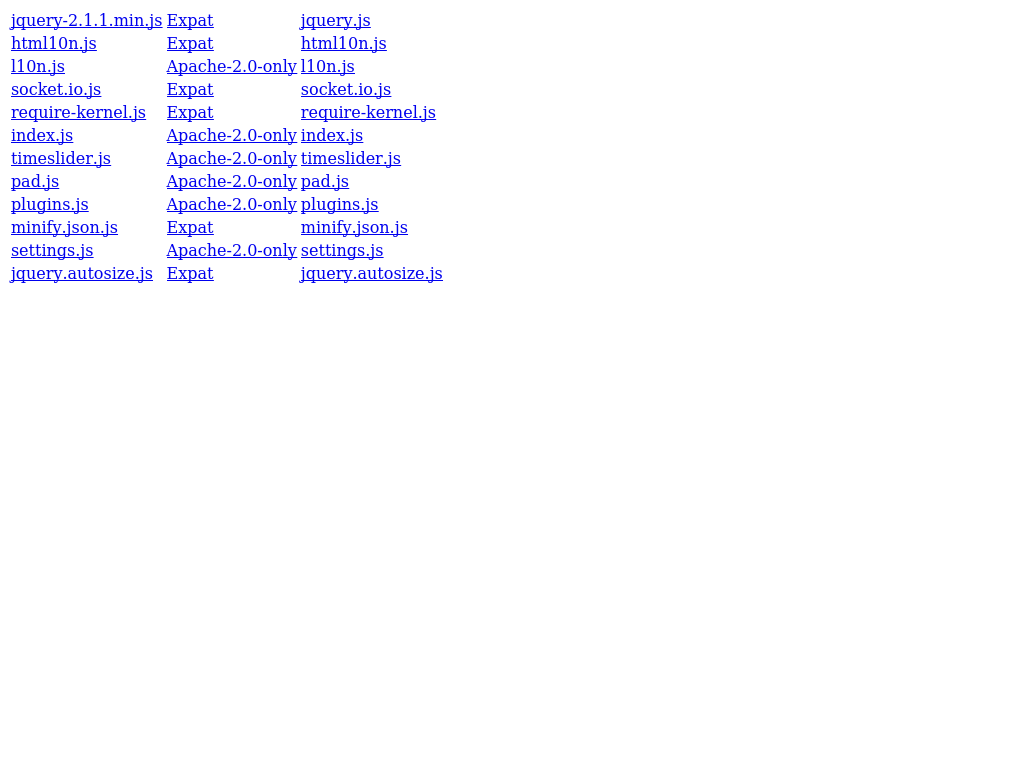 jquery-2.1.1.min.js Expat jquery.js
html10n.js Expat html10n.js
l10n.js Apache-2.0-only l10n.js
socket.io.js Expat socket.io.js
require-kernel.js Expat require-kernel.js
index.js Apache-2.0-only index.js
timeslider.js Apache-2.0-only timeslider.js
pad.js Apache-2.0-only pad.js
plugins.js Apache-2.0-only plugins.js
minify.json.js Expat minify.json.js
settings.js Apache-2.0-only settings.js
jquery.autosize.js Expat jquery.autosize.js